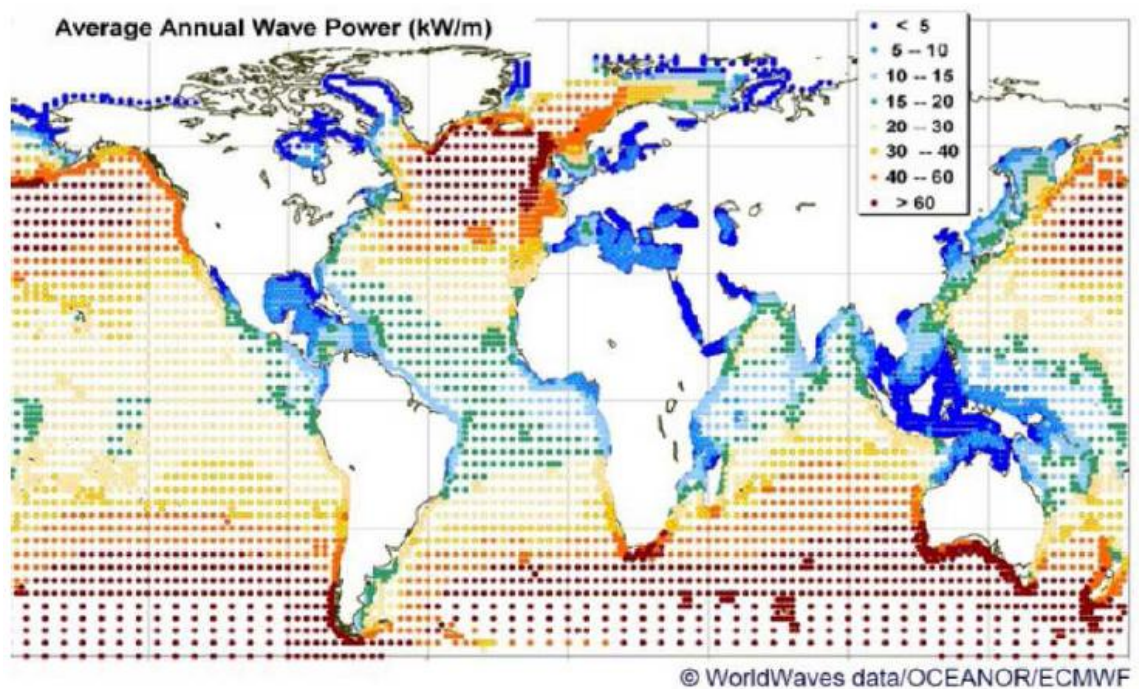 Average Annual Wave Power (kW/m)
< 5
5 -- 10
10 -- 15
15 -- 20
20 -- 30
30 -- 40
40 -- 60
> 60
© WorldWaves data/OCEANOR/ECMWF